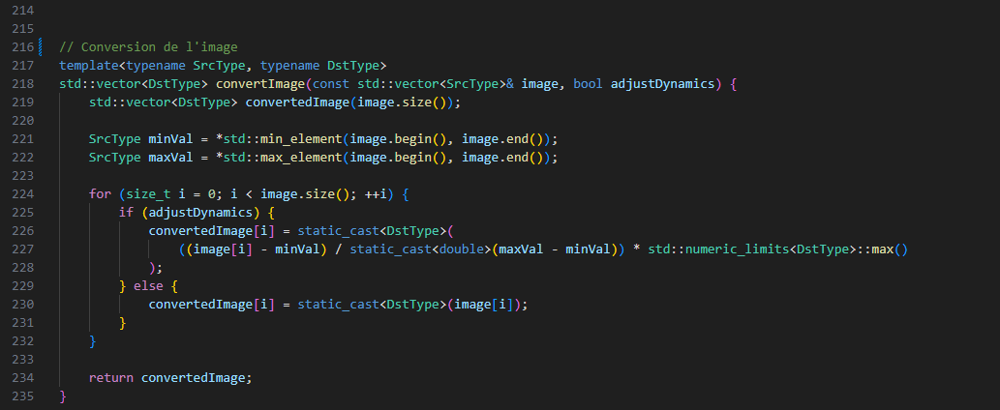 214
215
216 // Conversion de l'image
217 template<typename SrcType, typename DstType>
218 std::vector<DstType> convertImage(const std::vector<SrcType>& image, bool adjustDynamics) {
219     std::vector<DstType> convertedImage(image.size());
220
221     SrcType minVal = *std::min_element(image.begin(), image.end());
222     SrcType maxVal = *std::max_element(image.begin(), image.end());
223
224     for (size_t i = 0; i < image.size(); ++i) {
225         if (adjustDynamics) {
226             convertedImage[i] = static_cast<DstType>(
227                 ((image[i] - minVal) / static_cast<double>(maxVal - minVal)) * std::numeric_limits<DstType>::max()
228             );
229         } else {
230             convertedImage[i] = static_cast<DstType>(image[i]);
231         }
232     }
233
234     return convertedImage;
235 }